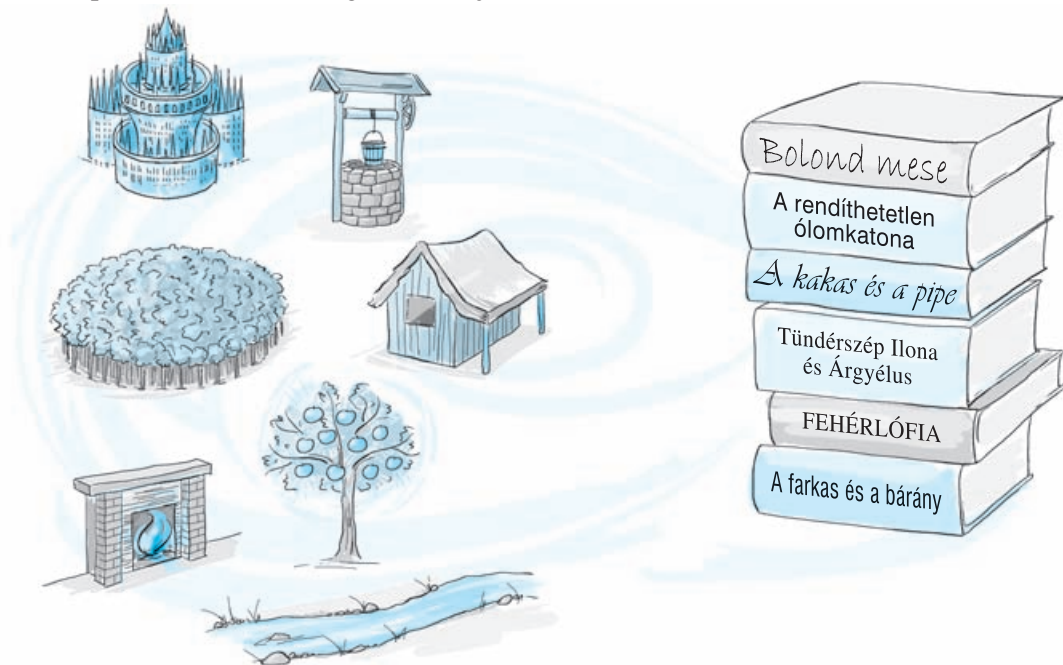 Bolond mese
A rendíthetetlen
ólomkatona
A kakas és a pipe
Tündérszép Ilona
és Árgyélus
FEHÉRLÓFIA
A farkas és a bárány